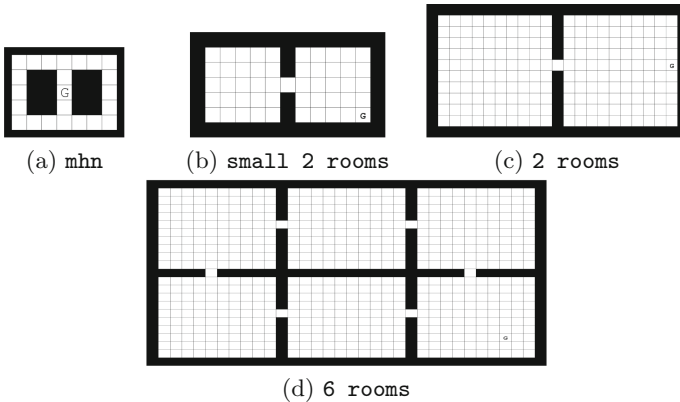 G
G
G
(a) mhn
(b) small 2 rooms
(c) 2 rooms
G
(d) 6 rooms